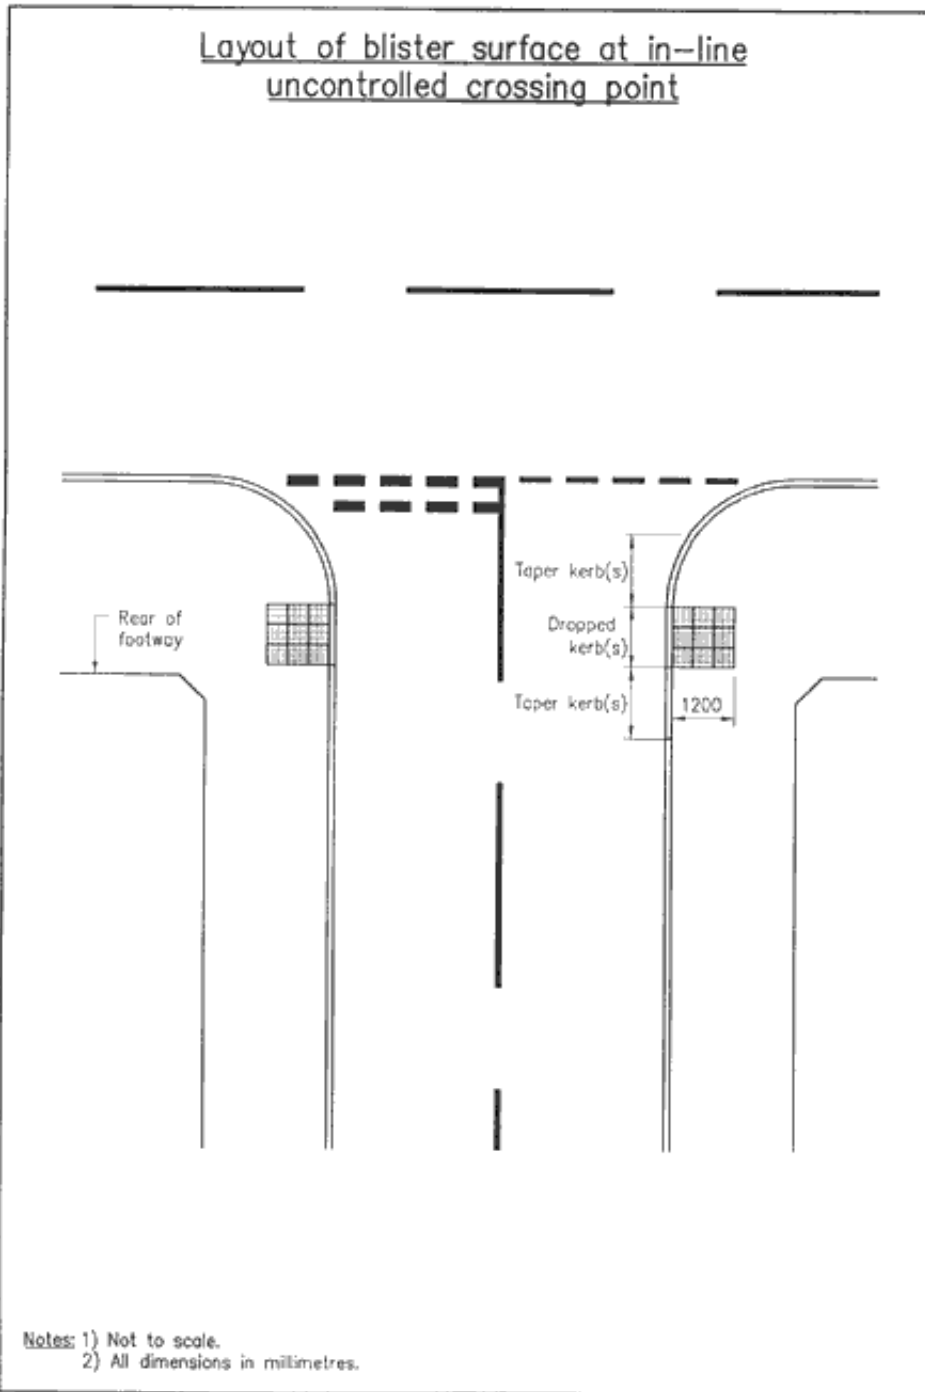 Layout of blister surface at in-line
uncontrolled crossing point
Taper kerb(s)
Rear of
footway
Dropped
kerb(s)
Taper kerb(s)
1200
Notes: 1) Not to scale.
2) All dimensions in millimetres.